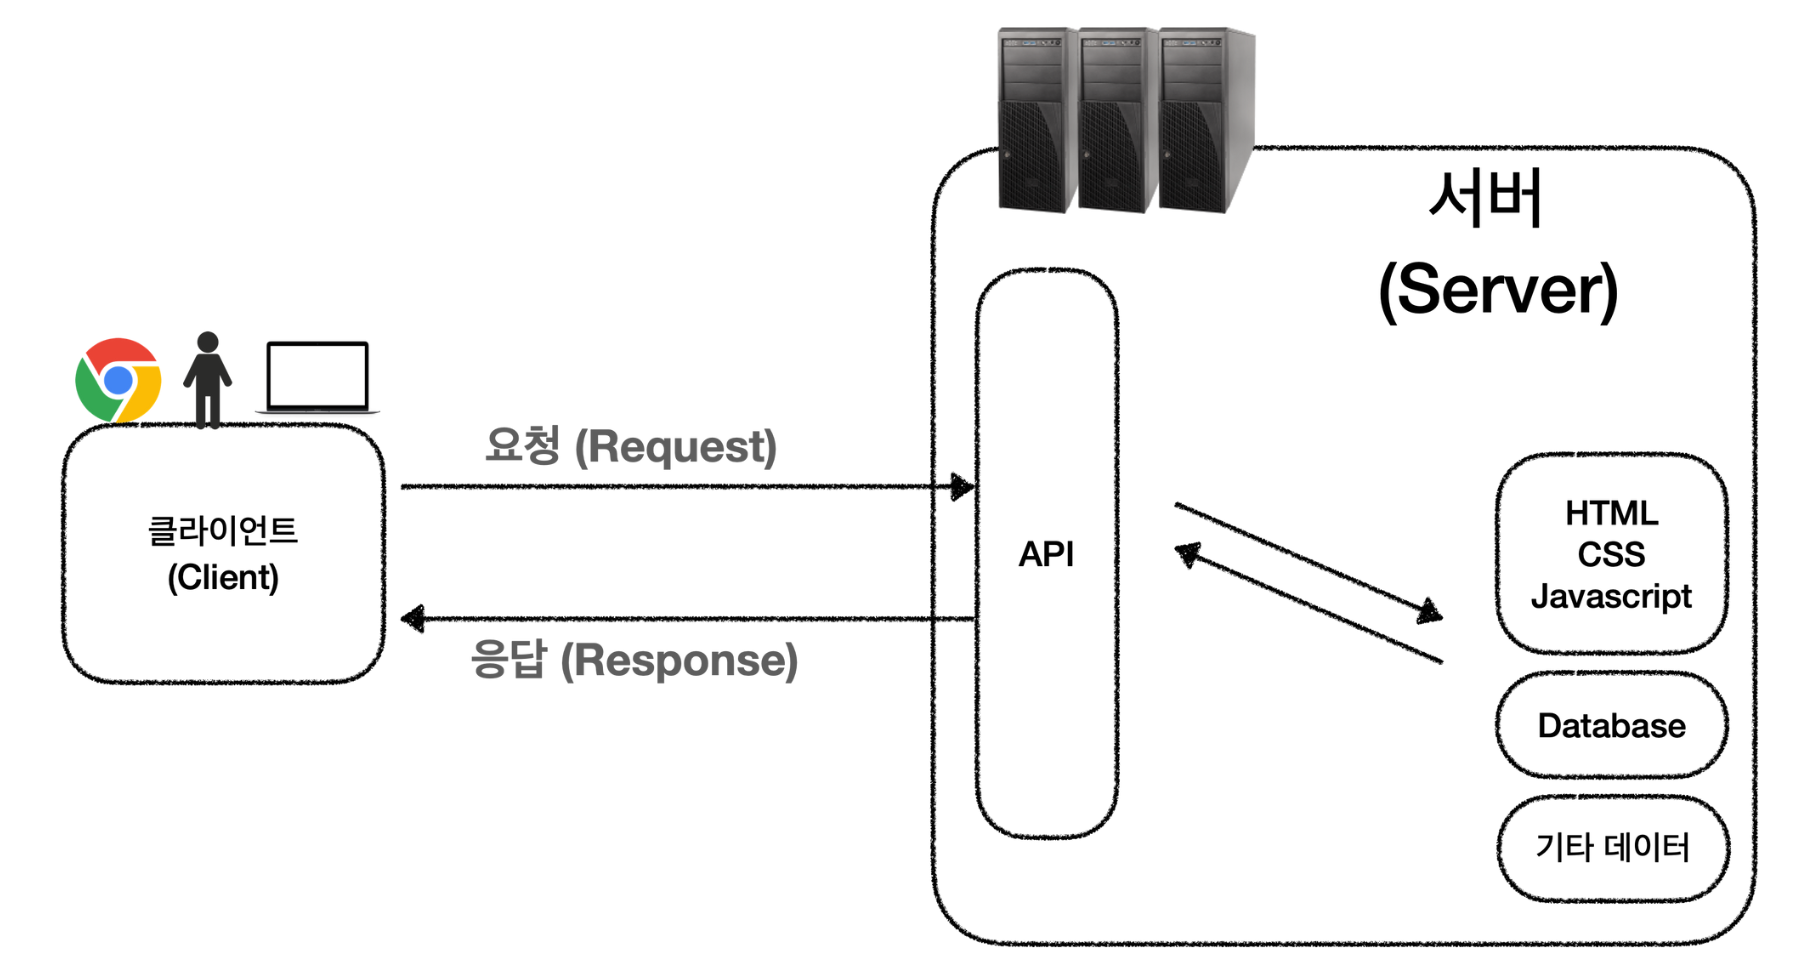 서버
(Server)
요청 (Request)
클라이언트
(Client)
API
응답 (Response)
HTML
CSS
Javascript
Database
기타 데이터